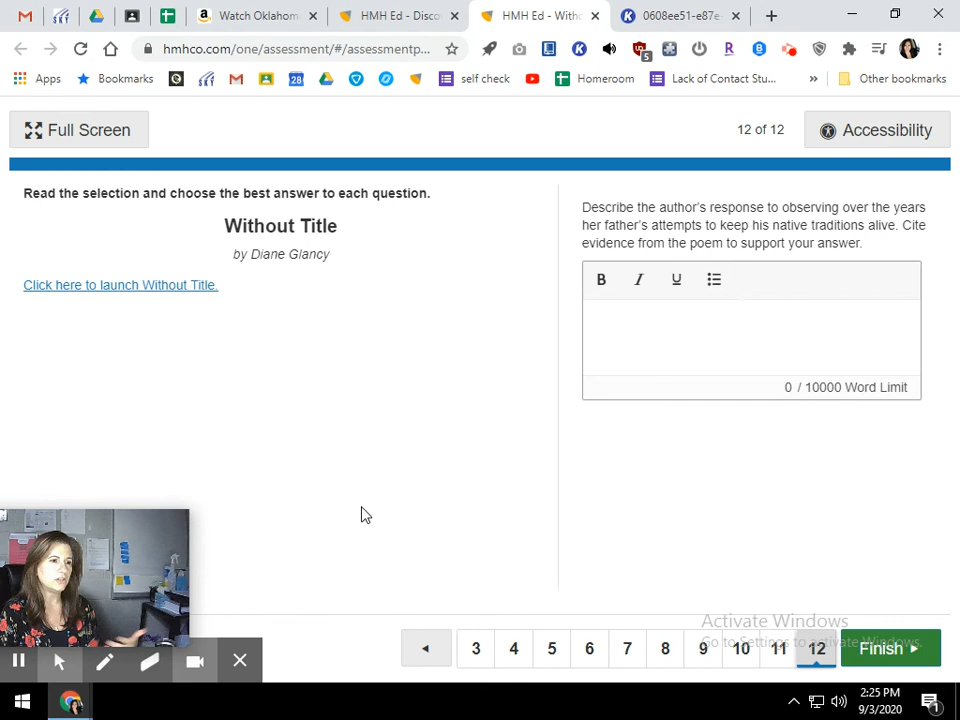 Watch Oklahom
HMH Ed - Disco
HMH Ed - With
0608ee51-e87e-
hmhco.com/one/assessment/#/assessmentp...
5
Apps
Bookmarks
28
self check
Homeroom
Lack of Contact Stu...
»
Other bookmarks
Full Screen
12 of 12
Accessibility
Read the selection and choose the best answer to each question.
Without Title
by Diane Glancy
Click here to launch Without Title.
Describe the author's response to observing over the years
her father's attempts to keep his native traditions alive. Cite
evidence from the poem to support your answer.
B I U
0 / 10000 Word Limit
Activate Windows
Go to Settings to activate Windows.
3 4 5 6 7 8 9 10 11 12 Finish
2:25 PM
9/3/2020
1